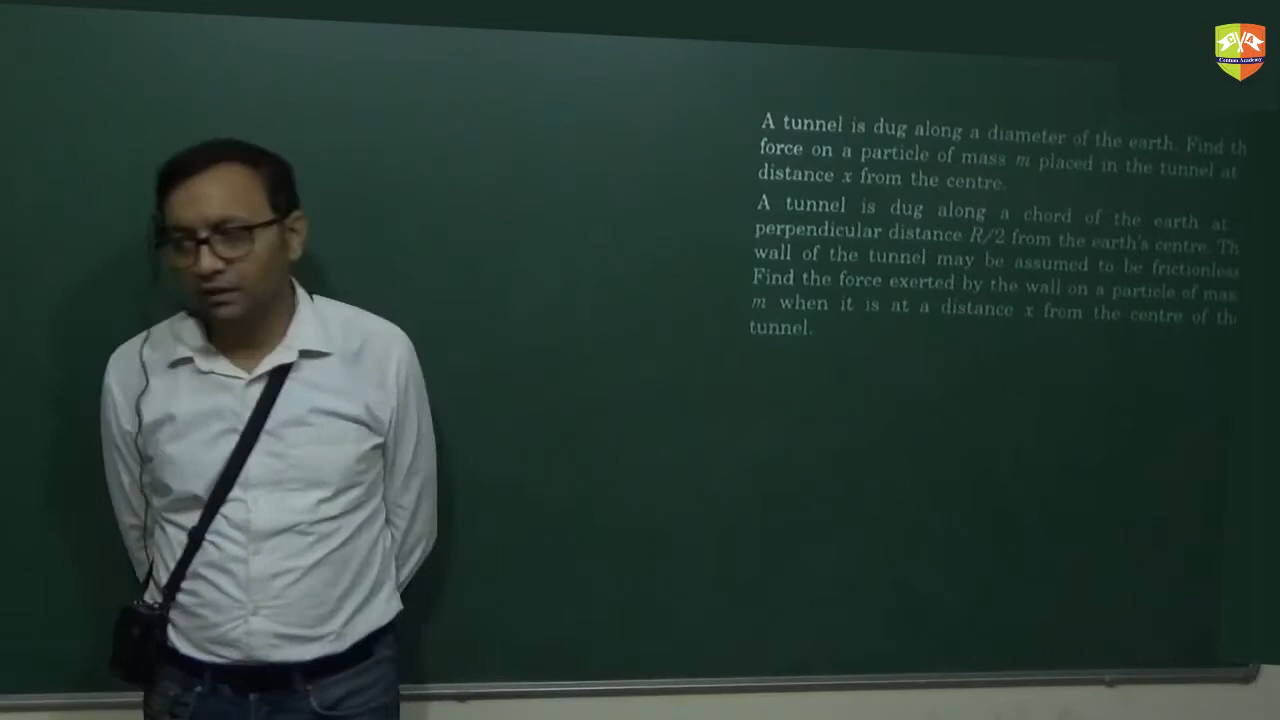 A tunnel is dug along a diameter of the earth. Find th
force on a particle of mass m placed in the tunnel at
distance x from the centre.
A tunnel is dug along a chord of the earth at
perpendicular distance R/2 from the earth's centre. Th
wall of the tunnel may be assumed to be frictionless
Find the force exerted by the wall on a particle of mas
m when it is at a distance x from the centre of th
tunnel.
Centum Academy